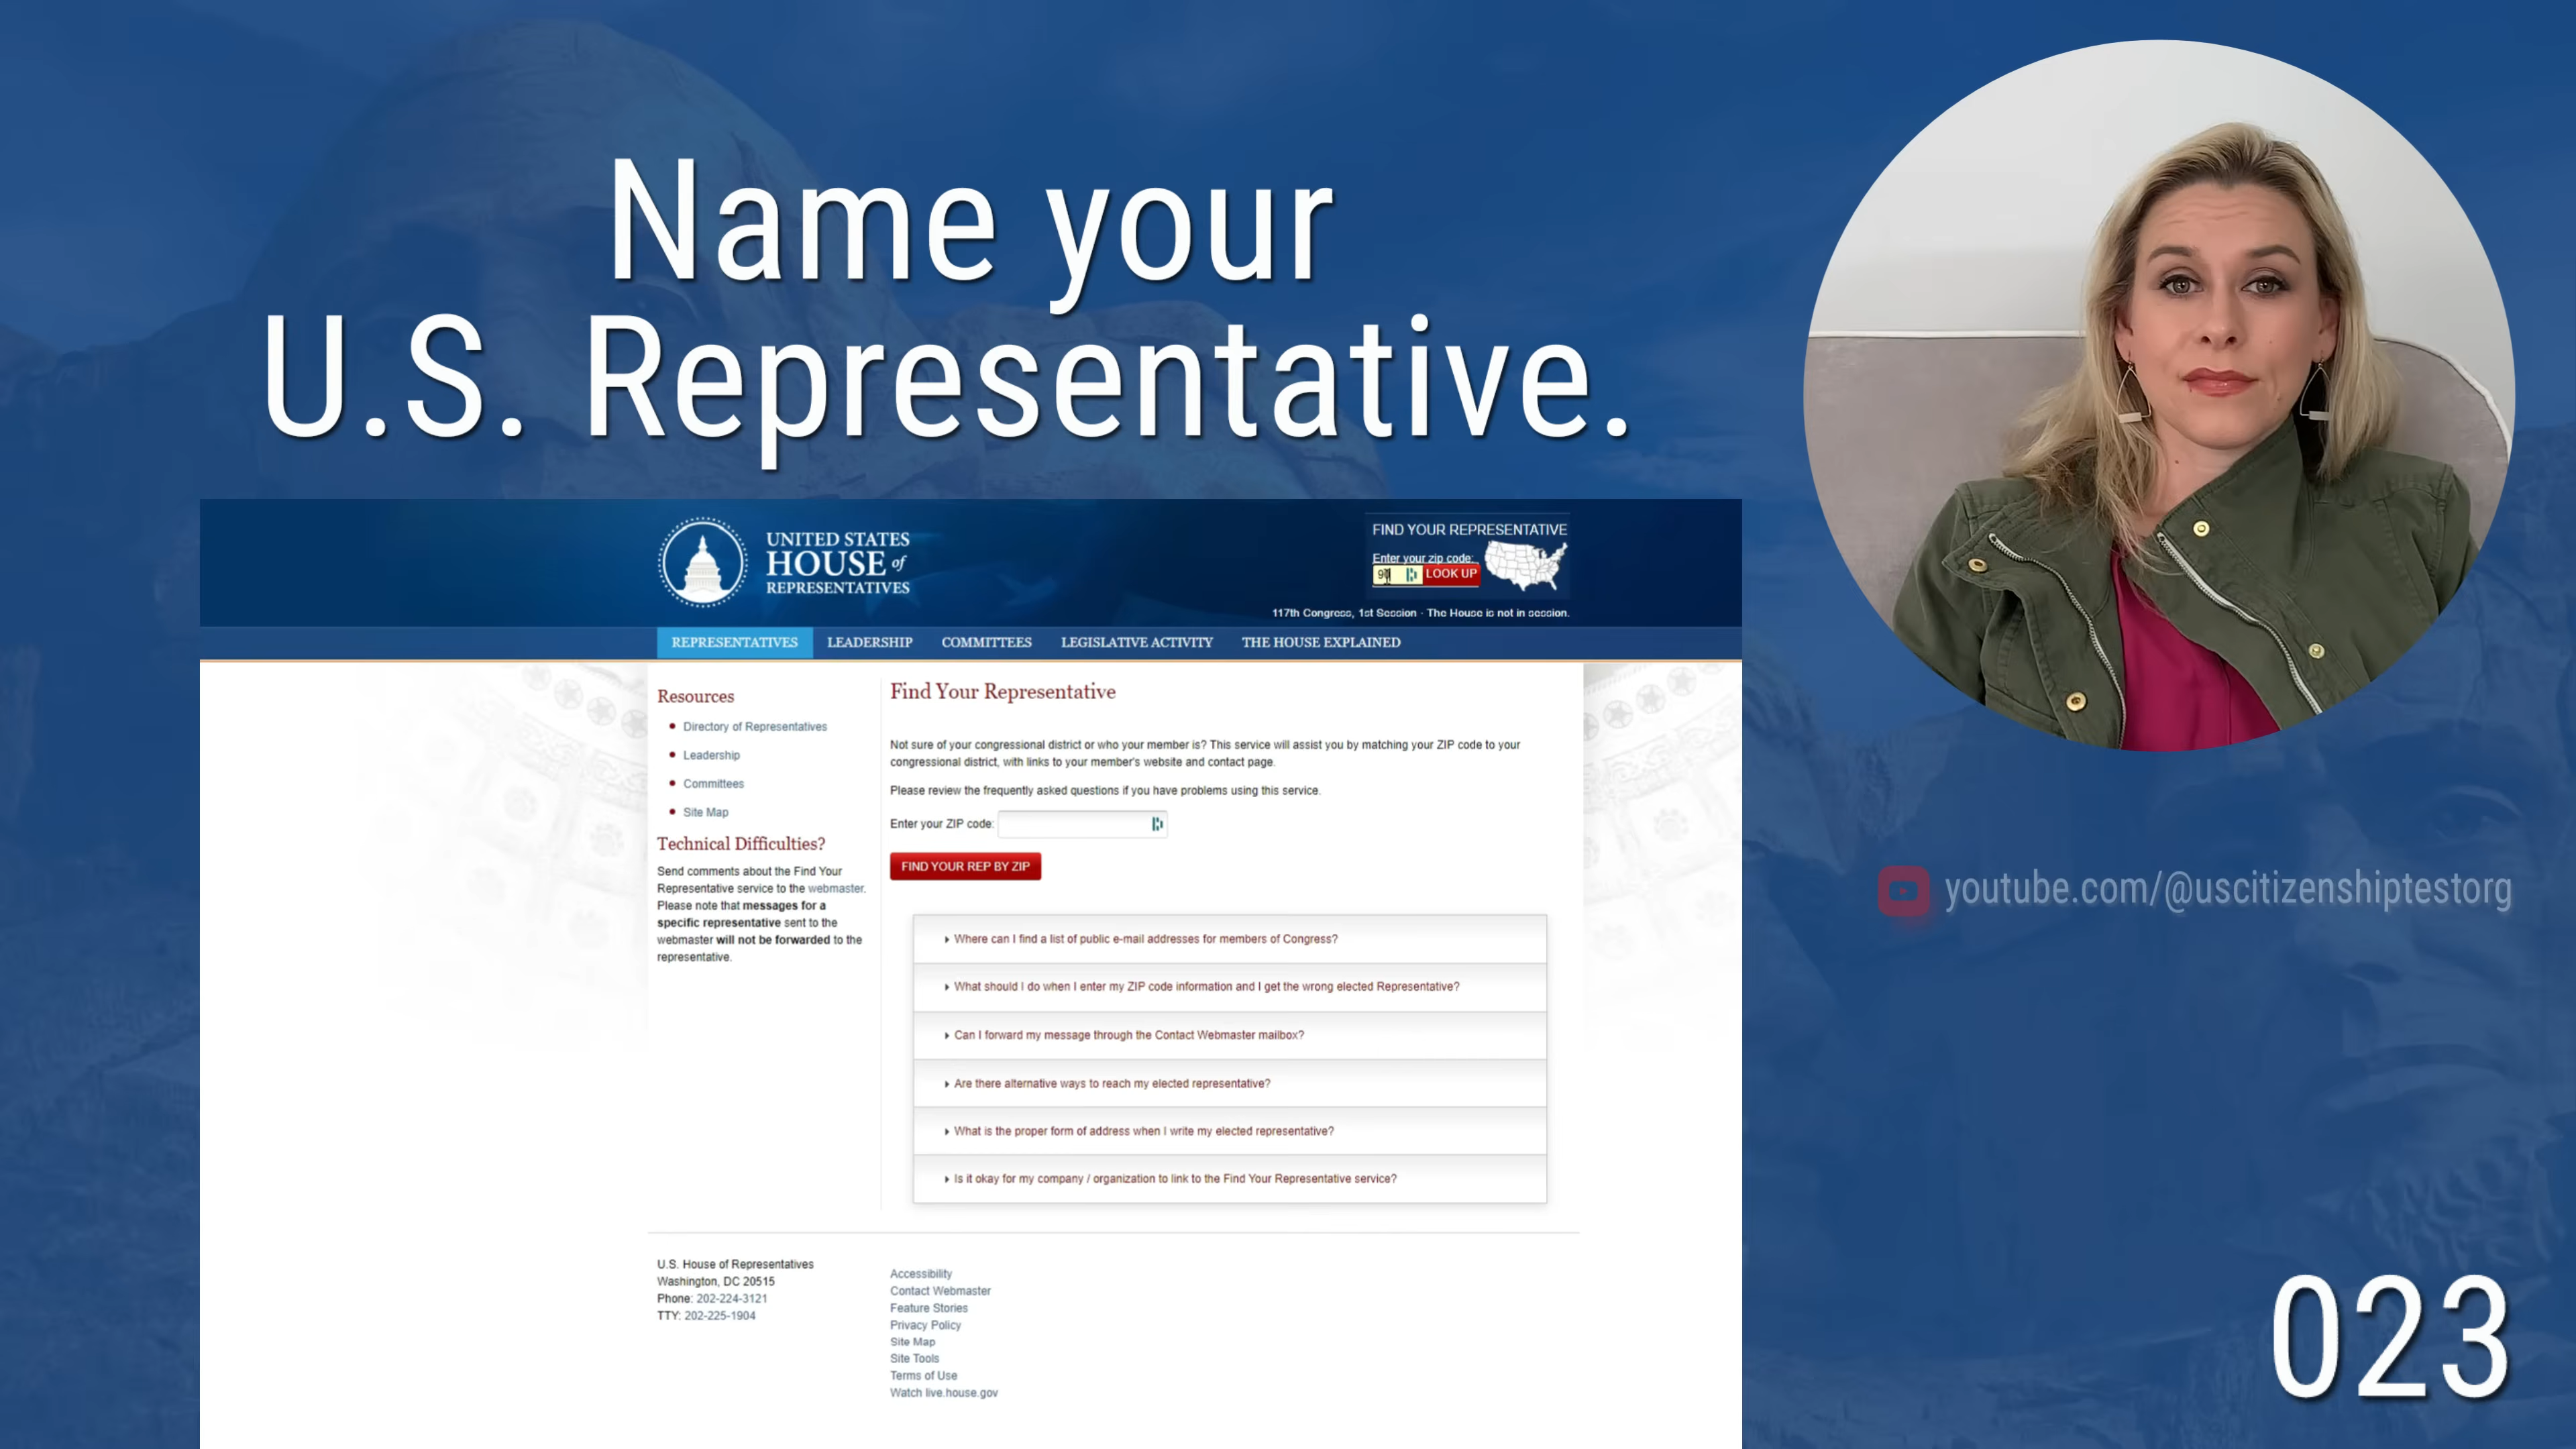 Name your
U.S. Representative.
UNITED STATES
HOUSE of
REPRESENTATIVES
FIND YOUR REPRESENTATIVE
Enter your zip code:
LOOK UP
117th Congress, 1st Session · The House is not in session.
REPRESENTATIVES LEADERSHIP COMMITTEES LEGISLATIVE ACTIVITY THE HOUSE EXPLAINED
Resources
Directory of Representatives
Leadership
Committees
Site Map
Technical Difficulties?
Send comments about the Find Your
Representative service to the webmaster.
Please note that messages for a
specific representative sent to the
webmaster will not be forwarded to the
representative.
Find Your Representative
Not sure of your congressional district or who your member is? This service will assist you by matching your ZIP code to your
congressional district, with links to your member's website and contact page.
Please review the frequently asked questions if you have problems using this service.
Enter your ZIP code:
FIND YOUR REP BY ZIP
Where can I find a list of public e-mail addresses for members of Congress?
What should I do when I enter my ZIP code information and I get the wrong elected Representative?
Can I forward my message through the Contact Webmaster mailbox?
Are there alternative ways to reach my elected representative?
What is the proper form of address when I write my elected representative?
Is it okay for my company / organization to link to the Find Your Representative service?
U.S. House of Representatives
Washington, DC 20515
Phone: 202-224-3121
TTY: 202-225-1904
Accessibility
Contact Webmaster
Feature Stories
Privacy Policy
Site Map
Site Tools
Terms of Use
Watch live.house.gov
youtube.com/@uscitizenshiptestorg
023